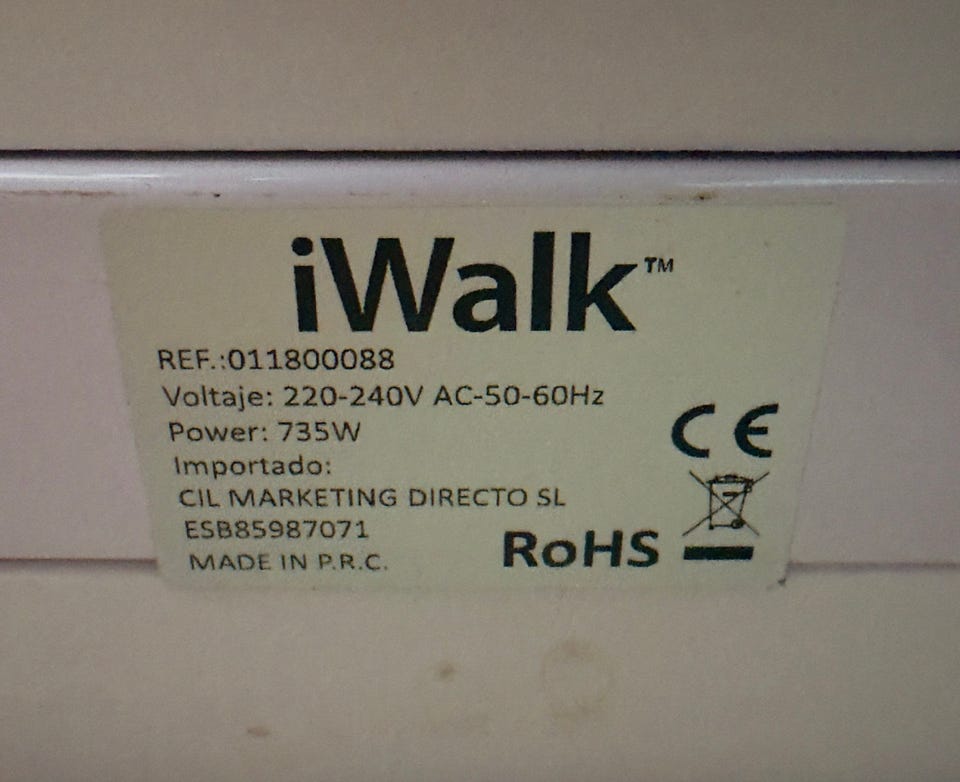 iWalk™
REF.:011800088
Voltaje: 220-240V AC-50-60Hz
Power: 735W
Importado:
CIL MARKETING DIRECTO SL
ESB85987071
MADE IN P.R.C.
CE
RoHS